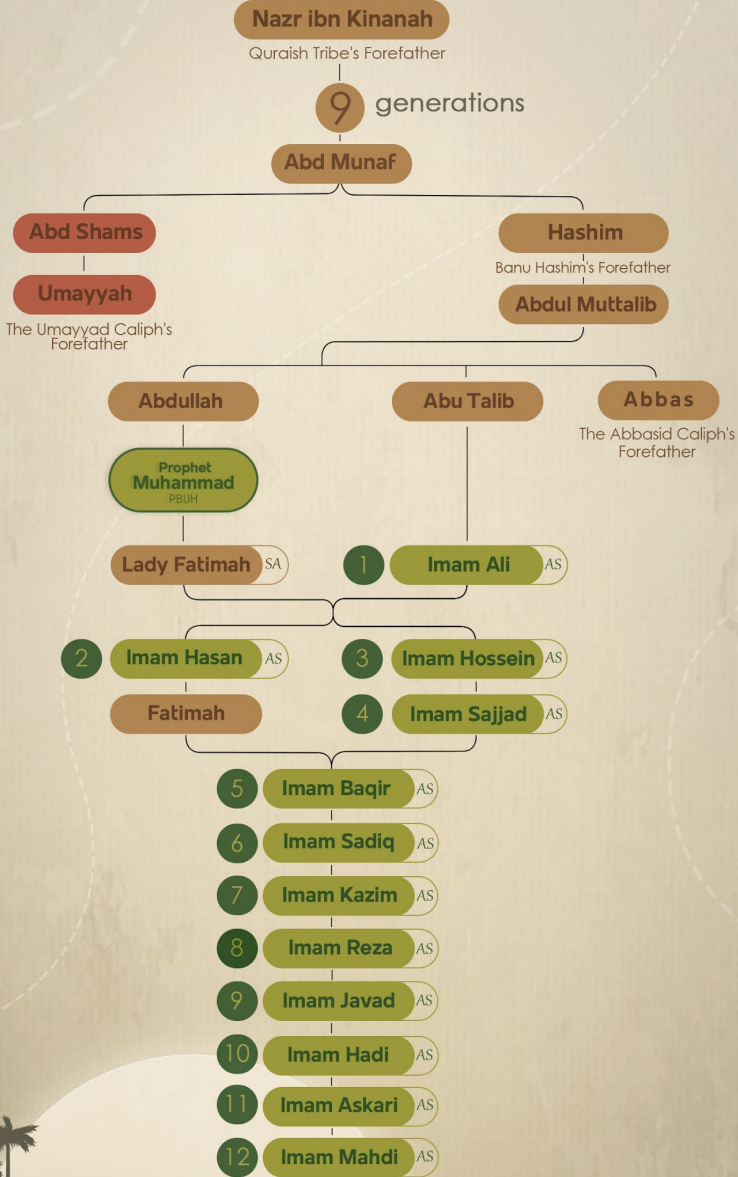 Nazr ibn Kinanah
Quraish Tribe's Forefather
9 generations
Abd Munaf
Abd Shams
Hashim
Banu Hashim's Forefather
Umayyah
Abdul Muttalib
The Umayyad Caliph's
Forefather
Abdullah
Abu Talib
Abbas
The Abbasid Caliph's
Forefather
Prophet
Muhammad
PBUH
Lady Fatimah SA
1 Imam Ali AS
2 Imam Hasan AS
3 Imam Hossein AS
Fatimah
4 Imam Sajjad AS
5 Imam Baqir AS
6 Imam Sadiq AS
7 Imam Kazim AS
8 Imam Reza AS
9 Imam Javad AS
10 Imam Hadi AS
11 Imam Askari AS
12 Imam Mahdi AS